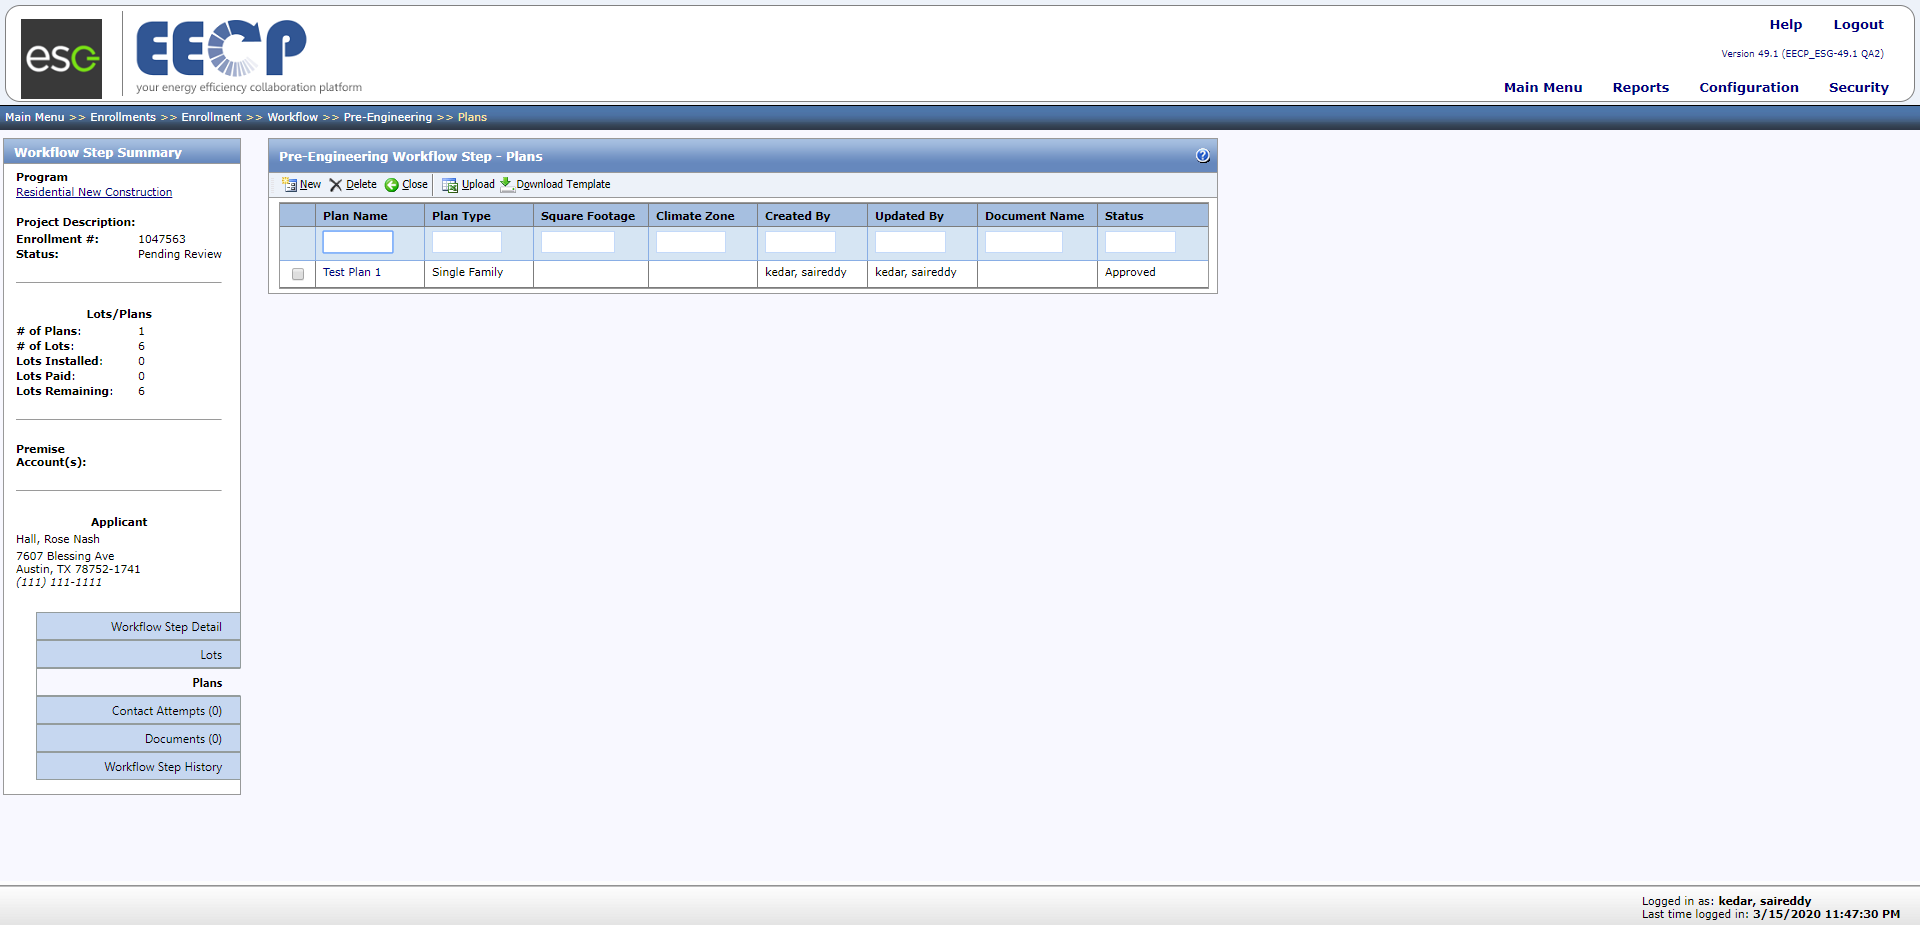 esg
EECP
your energy efficiency collaboration platform
Help Logout
Version 49.1 (EECP_ESG-49.1 QA2)
Main Menu Reports Configuration Security
Main Menu >> Enrollments >> Enrollment >> Workflow >> Pre-Engineering >> Plans
Workflow Step Summary
Program
Residential New Construction
Project Description:
Enrollment #: 1047563
Status: Pending Review
Lots/Plans
# of Plans: 1
# of Lots: 6
Lots Installed: 0
Lots Paid: 0
Lots Remaining: 6
Premise
Account(s):
Applicant
Hall, Rose Nash
7607 Blessing Ave
Austin, TX 78752-1741
(111) 111-1111
Workflow Step Detail
Lots
Plans
Contact Attempts (0)
Documents (0)
Workflow Step History
Pre-Engineering Workflow Step - Plans
New Delete Close Upload Download Template
Plan Name Plan Type Square Footage Climate Zone Created By Updated By Document Name Status
Test Plan 1 Single Family kedar, saireddy kedar, saireddy Approved
Logged in as: kedar, saireddy
Last time logged in: 3/15/2020 11:47:30 PM